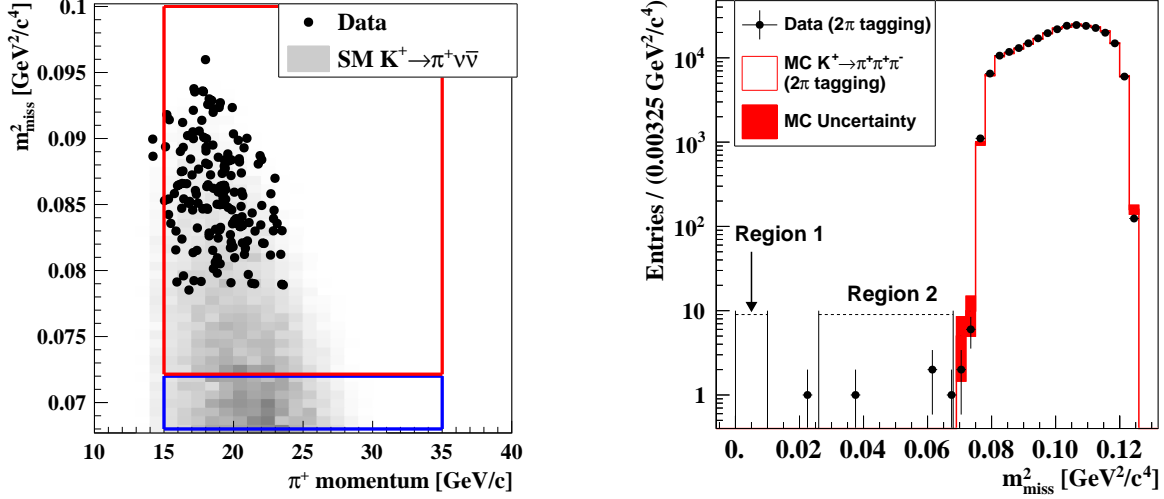 m²miss [GeV²/c⁴]
0.1
0.095
0.09
0.085
0.08
0.075
0.07
10 15 20 25 30 35 40
π⁺ momentum [GeV/c]
Data
SM K⁺→π⁺νν̄
Entries / (0.00325 GeV²/c⁴)
10⁴
10³
10²
10
1
Data (2π tagging)
MC K⁺→π⁺π⁺π⁻
(2π tagging)
MC Uncertainty
Region 1
Region 2
0. 0.02 0.04 0.06 0.08 0.10 0.12
m²miss [GeV²/c⁴]